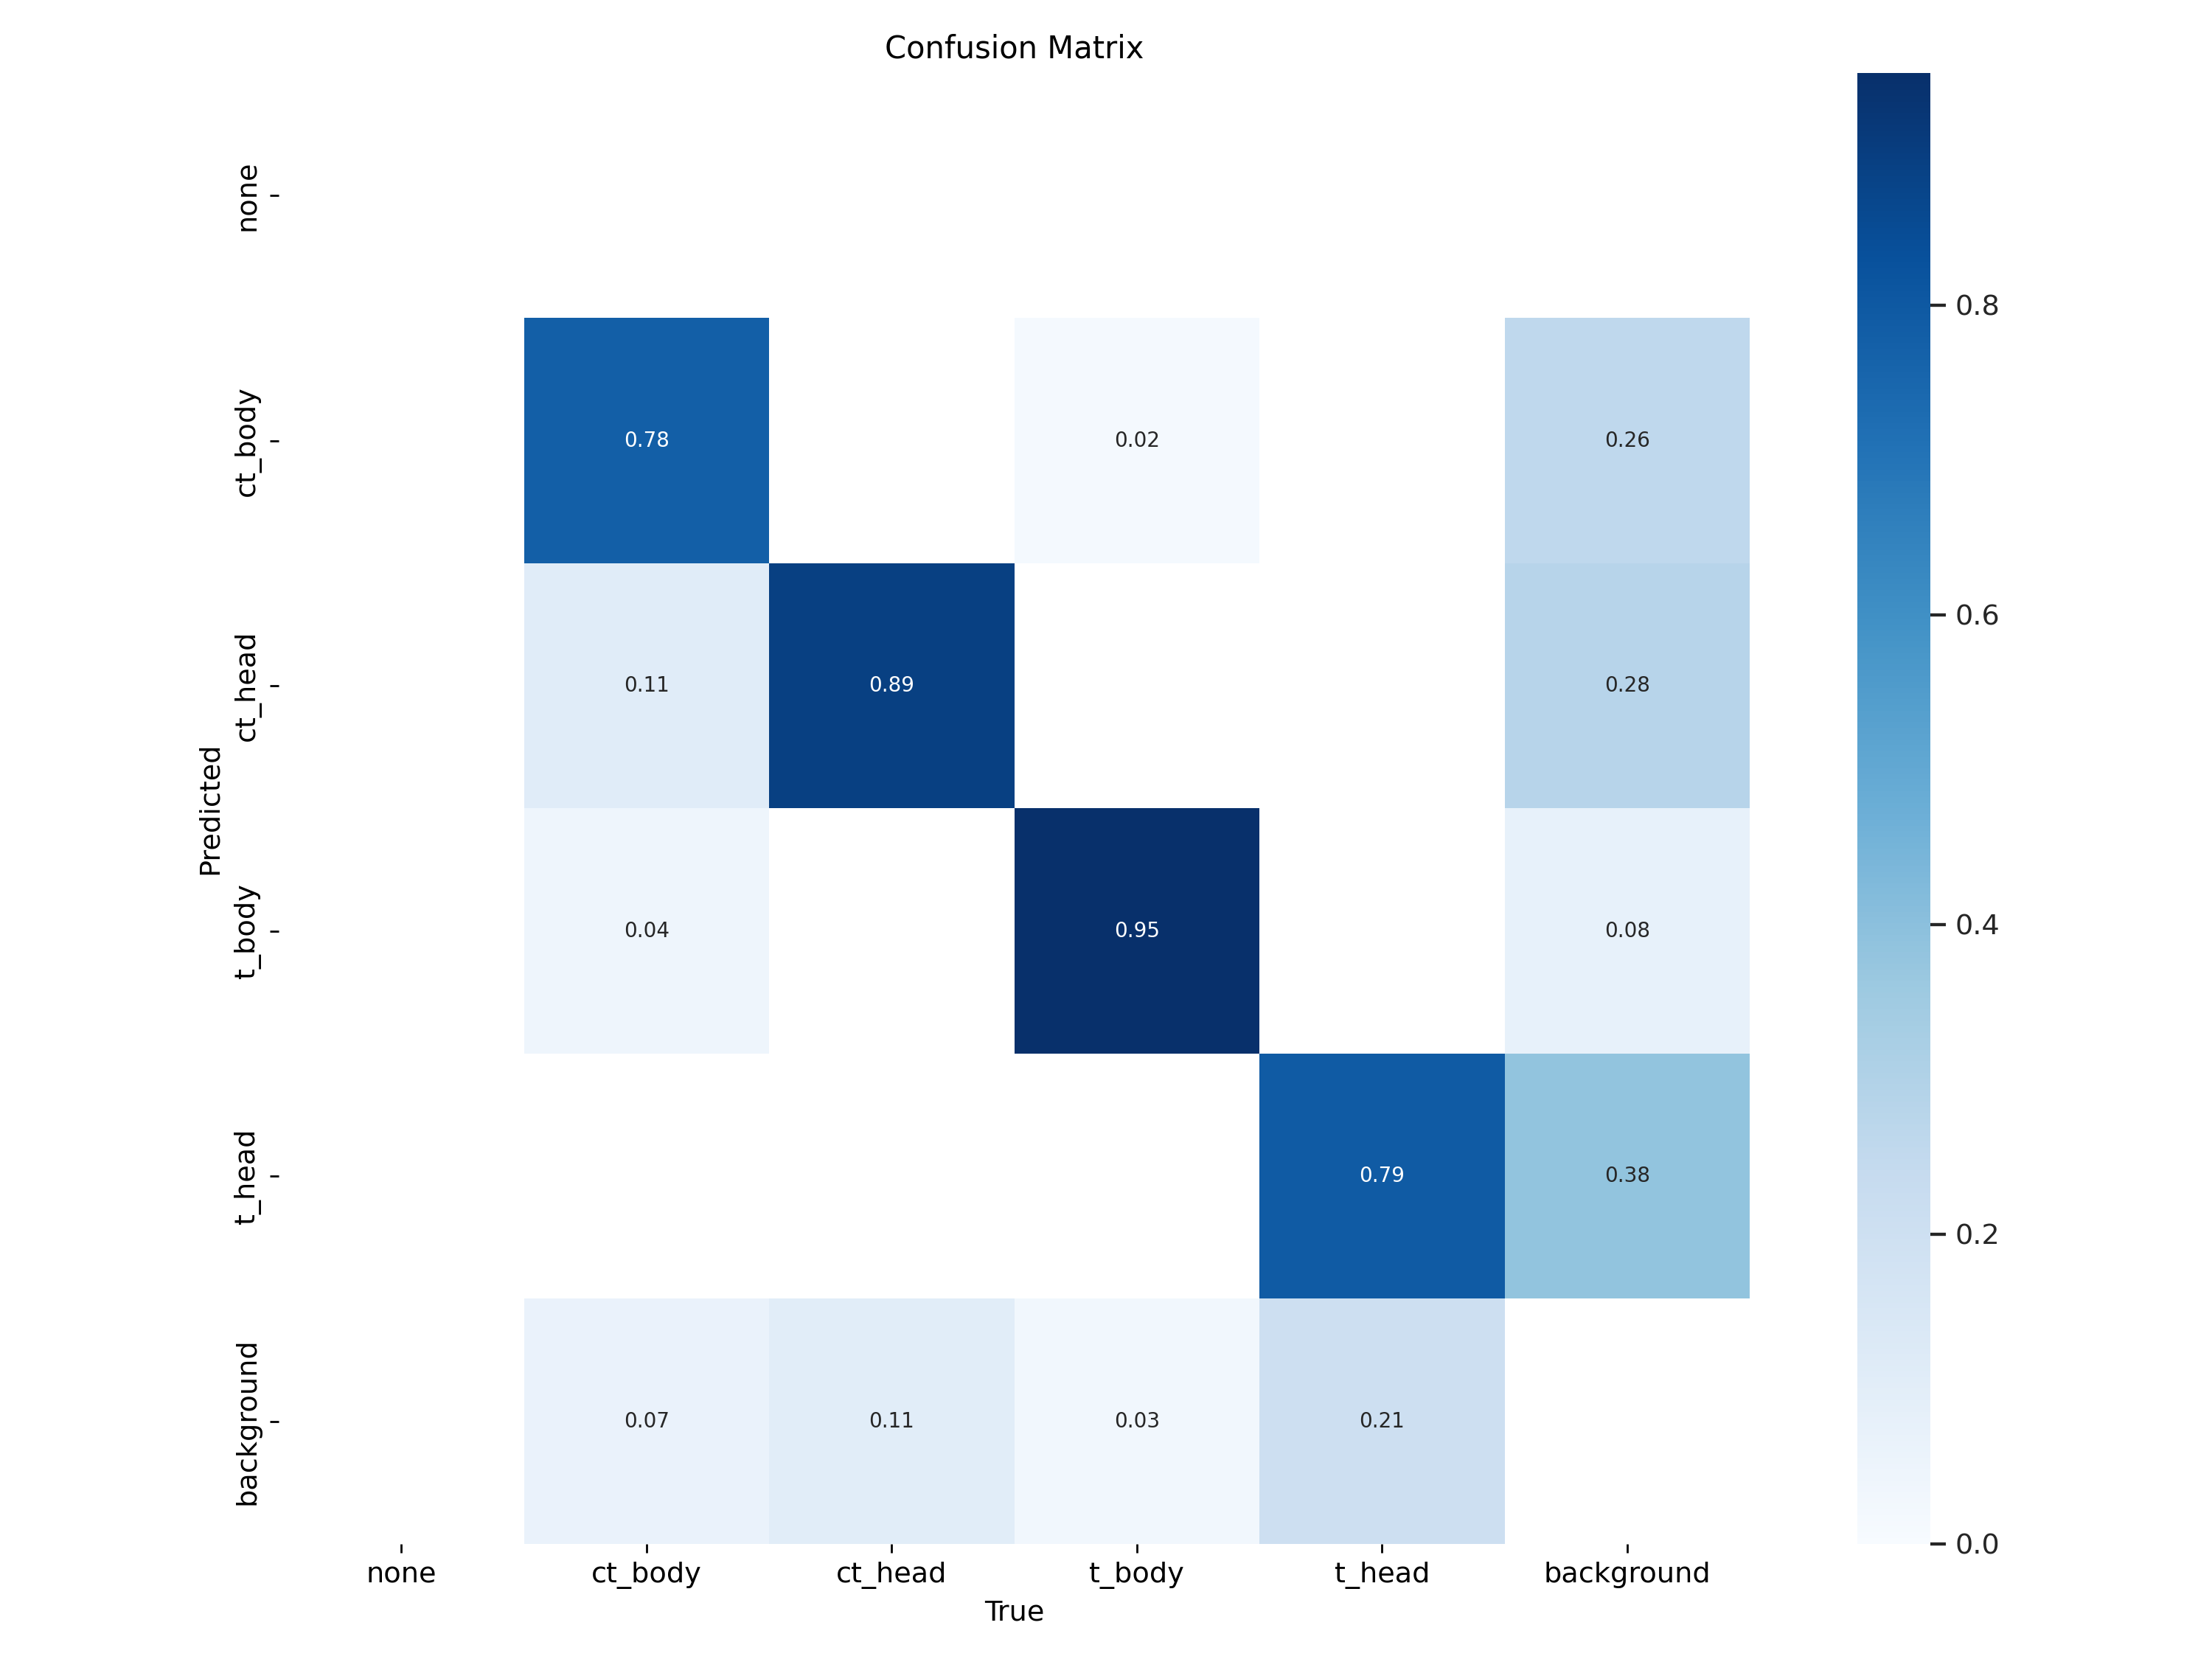 Confusion Matrix
none
ct_body
0.78
0.02
0.26
ct_head
0.11
0.89
0.28
t_body
0.04
0.95
0.08
t_head
0.79
0.38
background
0.07
0.11
0.03
0.21
Predicted
none
ct_body
ct_head
t_body
t_head
background
True
0.8
0.6
0.4
0.2
0.0